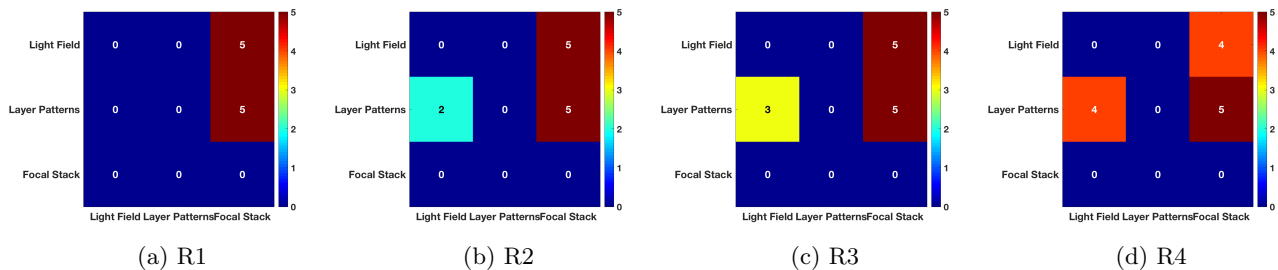 Light Field 0 0 5
Layer Patterns 0 0 5
Focal Stack 0 0 0
Light Field Layer Patterns Focal Stack
5
4
3
2
1
0
(a) R1
Light Field 0 0 5
Layer Patterns 2 0 5
Focal Stack 0 0 0
Light Field Layer Patterns Focal Stack
5
4
3
2
1
0
(b) R2
Light Field 0 0 5
Layer Patterns 3 0 5
Focal Stack 0 0 0
Light Field Layer Patterns Focal Stack
5
4
3
2
1
0
(c) R3
Light Field 0 0 4
Layer Patterns 4 0 5
Focal Stack 0 0 0
Light Field Layer Patterns Focal Stack
5
4
3
2
1
0
(d) R4